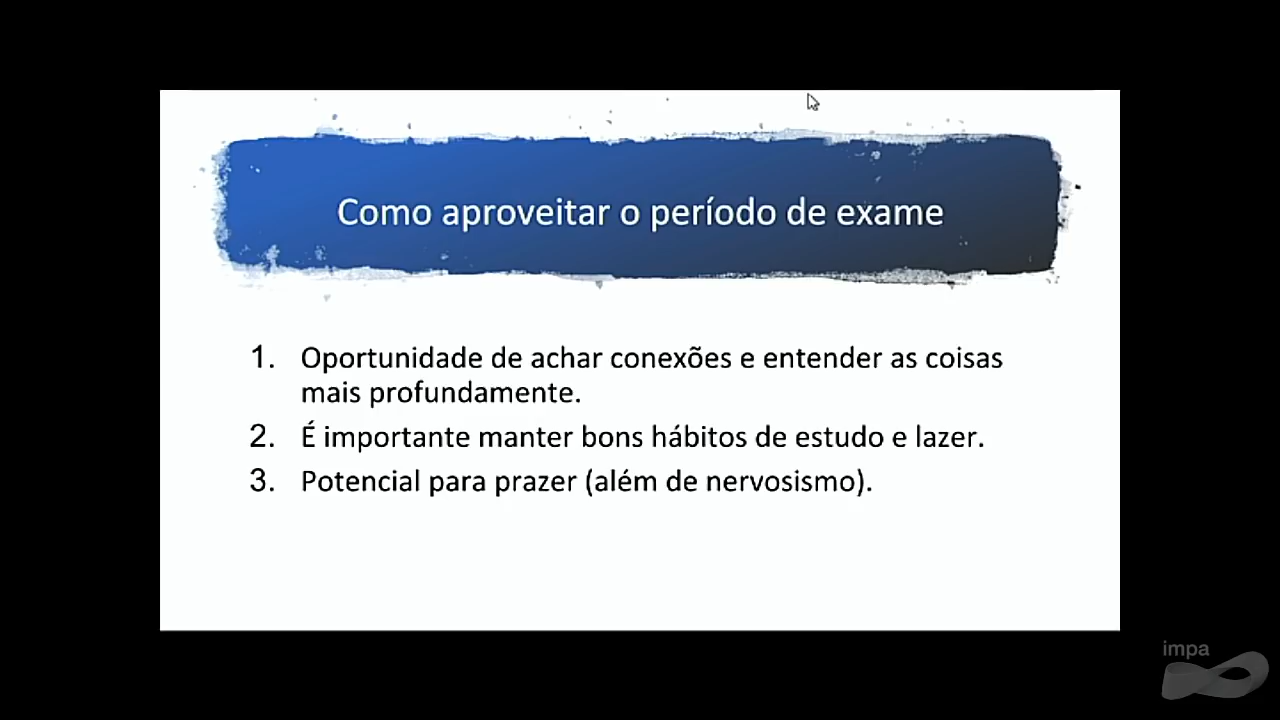 Como aproveitar o período de exame
1. Oportunidade de achar conexões e entender as coisas
mais profundamente.
2. É importante manter bons hábitos de estudo e lazer.
3. Potencial para prazer (além de nervosismo).
impa